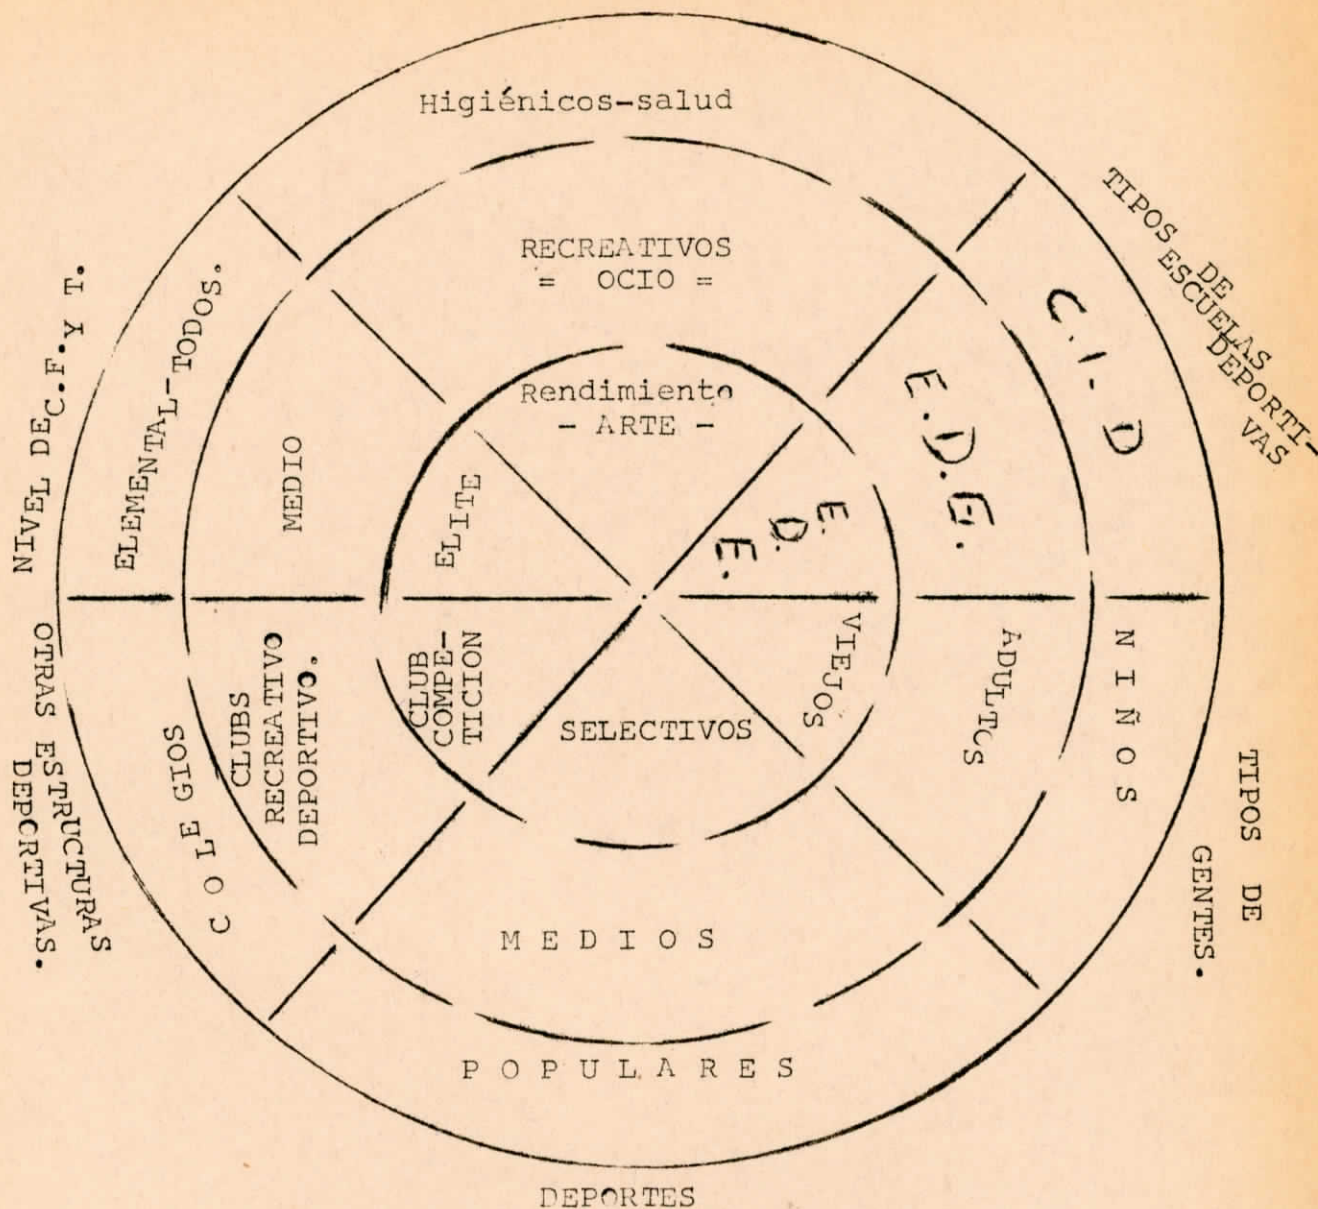 Higiénicos-salud
RECREATIVOS
= OCIO =
Rendimiento
- ARTE -
TIPOS
DE
ESCUELAS
DEPORTI-
VAS
C.I-D
E.D.G.
E.
D.
E.
NIVEL DE C.F. Y T.
ELEMENTAL-TODOS.
MEDIO
ELITE
OTRAS ESTRUCTURAS
DEPORTIVAS.
COLEGIOS
CLUBS
RECREATIVO
DEPORTIVO.
CLUB
COMPE-
TICION
SELECTIVOS
MEDIOS
POPULARES
DEPORTES
VIEJOS
ADULTOS
NIÑOS
TIPOS DE
GENTES.